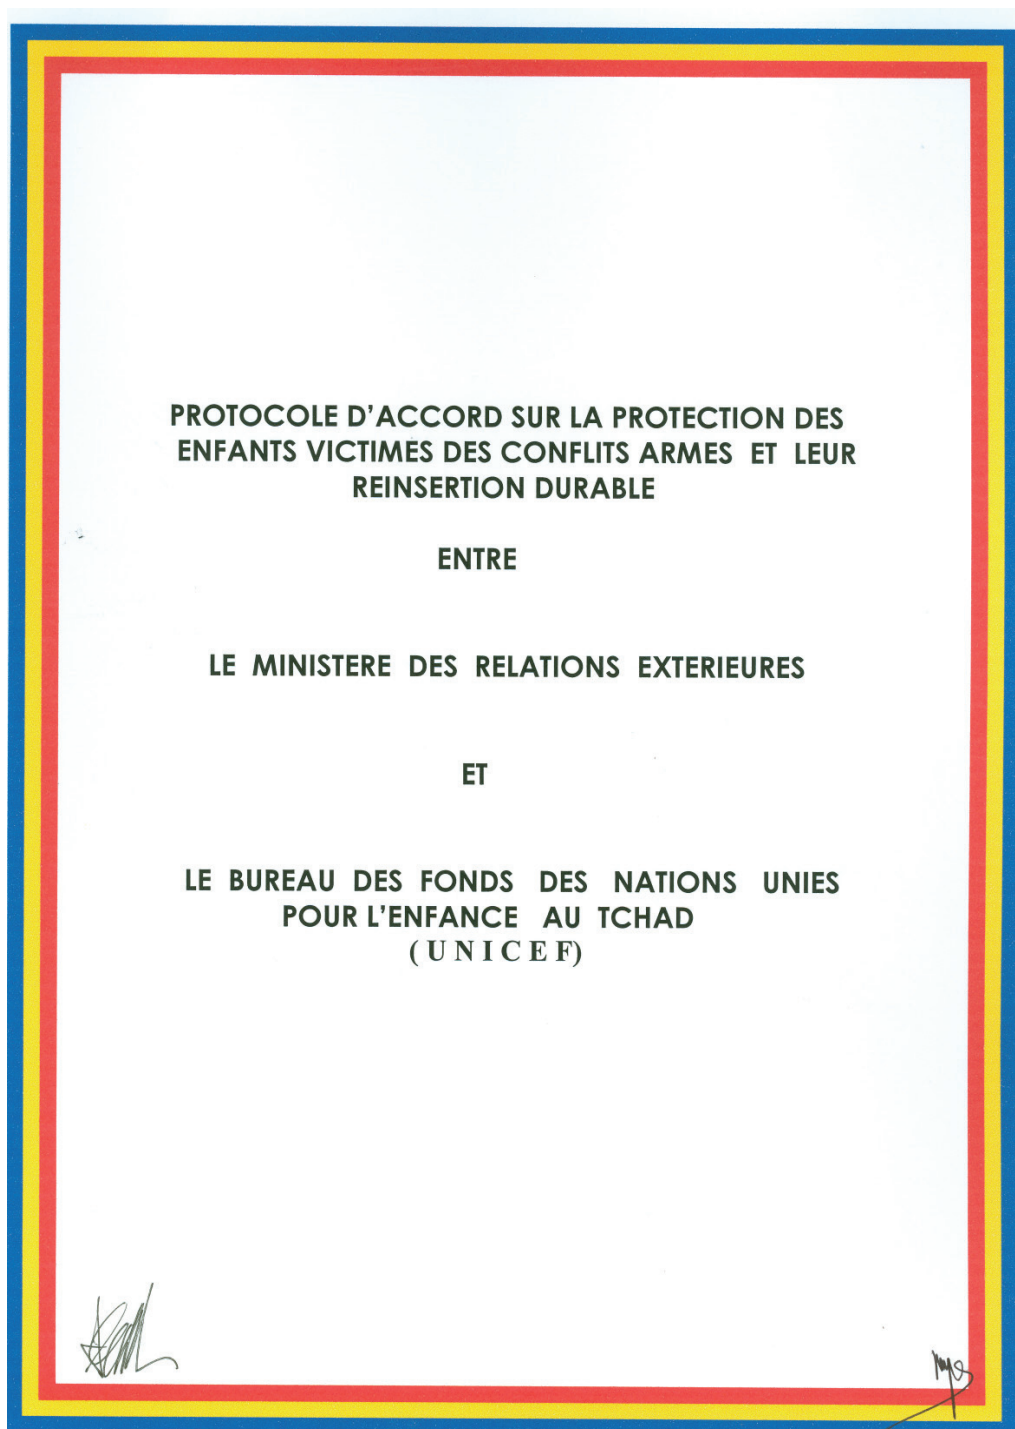 PROTOCOLE D'ACCORD SUR LA PROTECTION DES
ENFANTS VICTIMES DES CONFLITS ARMES ET LEUR
REINSERTION DURABLE
ENTRE
LE MINISTERE DES RELATIONS EXTERIEURES
ET
LE BUREAU DES FONDS DES NATIONS UNIES
POUR L'ENFANCE AU TCHAD
(UNICEF)